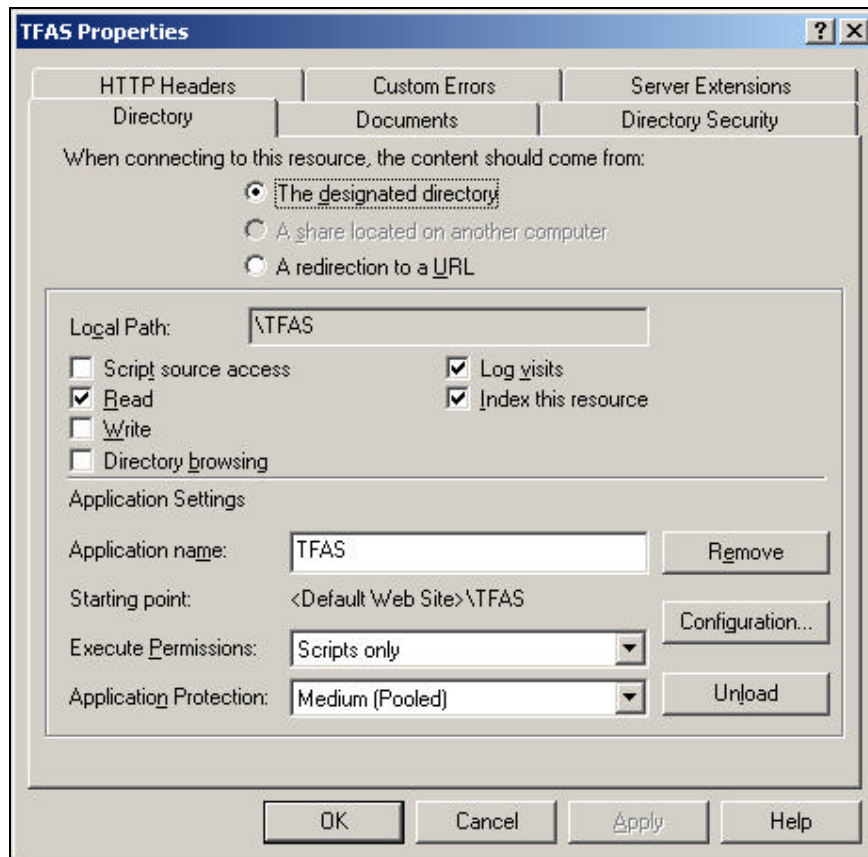 TFAS Properties
HTTP Headers Custom Errors Server Extensions
Directory Documents Directory Security
When connecting to this resource, the content should come from:
The designated directory
A share located on another computer
A redirection to a URL
Local Path: \TFAS
Script source access Log visits
Read Index this resource
Write
Directory browsing
Application Settings
Application name: TFAS Remove
Starting point: <Default Web Site>\TFAS
Configuration...
Execute Permissions: Scripts only
Application Protection: Medium (Pooled) Unload
OK Cancel Apply Help